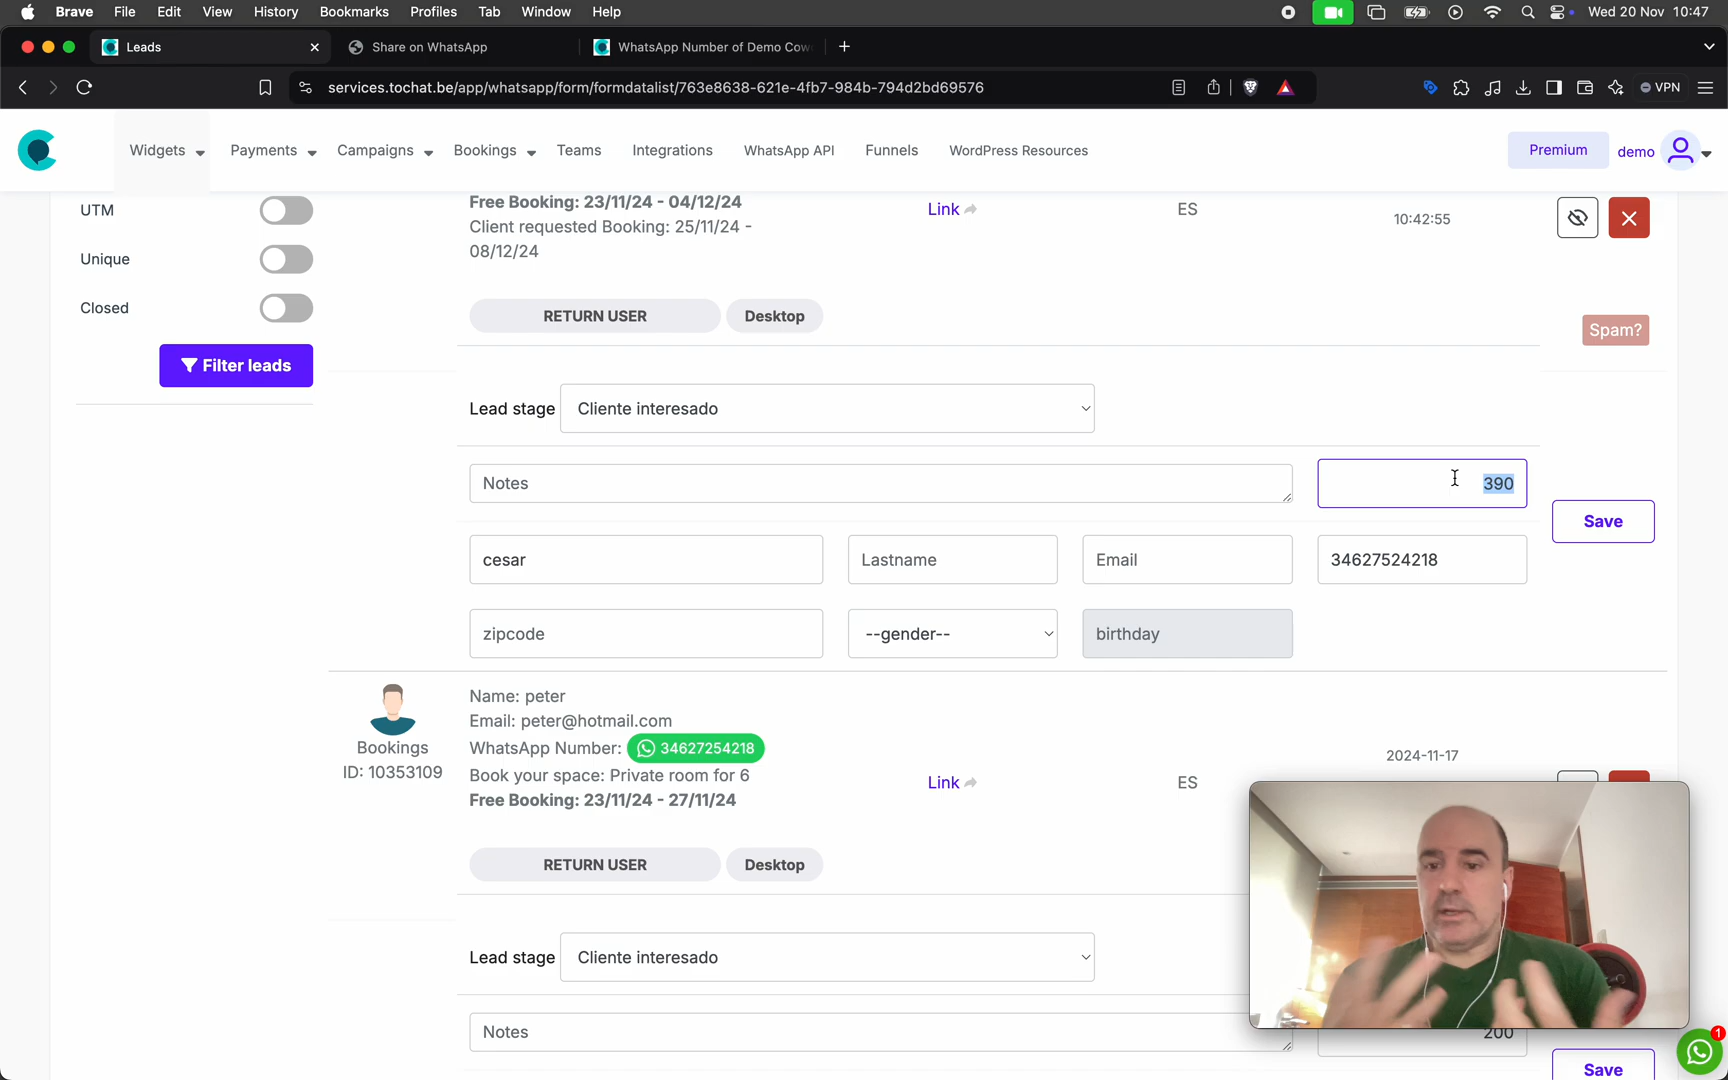 Brave File Edit View History Bookmarks Profiles Tab Window Help
Wed 20 Nov 10:47
Leads
Share on WhatsApp
WhatsApp Number of Demo Cow
services.tochat.be/app/whatsapp/form/formdatalist/763e8638-621e-4fb7-984b-794d2bd69576
VPN
Widgets Payments Campaigns Bookings Teams Integrations WhatsApp API Funnels WordPress Resources
Premium
demo
UTM
Unique
Closed
Filter leads
Free Booking: 23/11/24 - 04/12/24
Client requested Booking: 25/11/24 -
08/12/24
Link
ES
10:42:55
RETURN USER
Desktop
Spam?
Lead stage
Cliente interesado
Notes
390
Save
cesar
Lastname
Email
34627524218
zipcode
--gender--
birthday
Bookings
ID: 10353109
Name: peter
Email: peter@hotmail.com
WhatsApp Number: 34627254218
Book your space: Private room for 6
Free Booking: 23/11/24 - 27/11/24
Link
ES
2024-11-17
RETURN USER
Desktop
Lead stage
Cliente interesado
Notes
200
Save
1